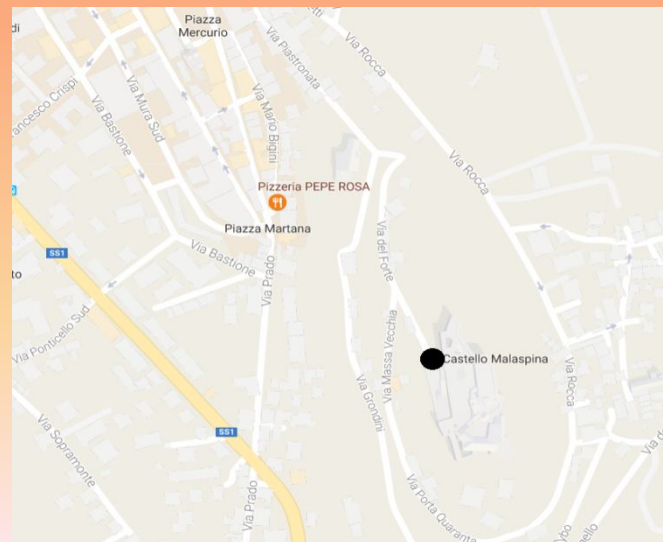 Piazza
Mercurio
Via Piastronata
Via Rocca
Francesco Crispi
Via Bastione
Via Mura Sud
Via Mario Bigini
Via Rocca
Pizzeria PEPE ROSA
Piazza Martana
Via del Forte
Via Bastione
SS1
Via Prado
Via Ponticello Sud
Via Massa Vecchia
Castello Malaspina
Via Rocca
Via Grondini
Via Sopramonte
SS1
Via Prado
Via Porta Quaranta